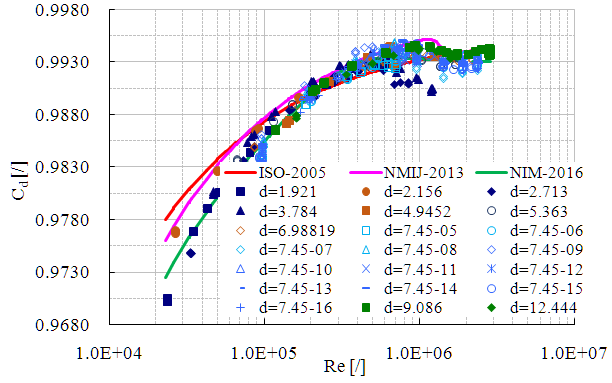 0.9980
0.9930
0.9880
0.9830
0.9780
0.9730
0.9680
Cd [/]
ISO-2005 NMIJ-2013 NIM-2016
d=1.921 d=2.156 d=2.713
d=3.784 d=4.9452 d=5.363
d=6.98819 d=7.45-05 d=7.45-06
d=7.45-07 d=7.45-08 d=7.45-09
d=7.45-10 d=7.45-11 d=7.45-12
d=7.45-13 d=7.45-14 d=7.45-15
d=7.45-16 d=9.086 d=12.444
1.0E+04 1.0E+05 1.0E+06 1.0E+07
Re [/]